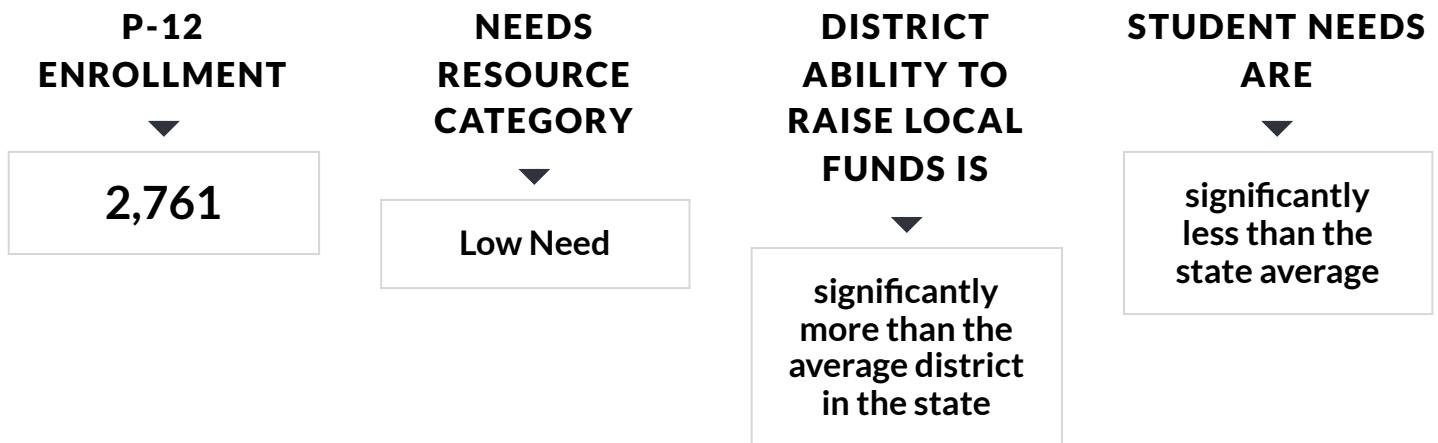 P-12
ENROLLMENT
2,761
NEEDS
RESOURCE
CATEGORY
Low Need
DISTRICT
ABILITY TO
RAISE LOCAL
FUNDS IS
significantly
more than the
average district
in the state
STUDENT NEEDS
ARE
significantly
less than the
state average